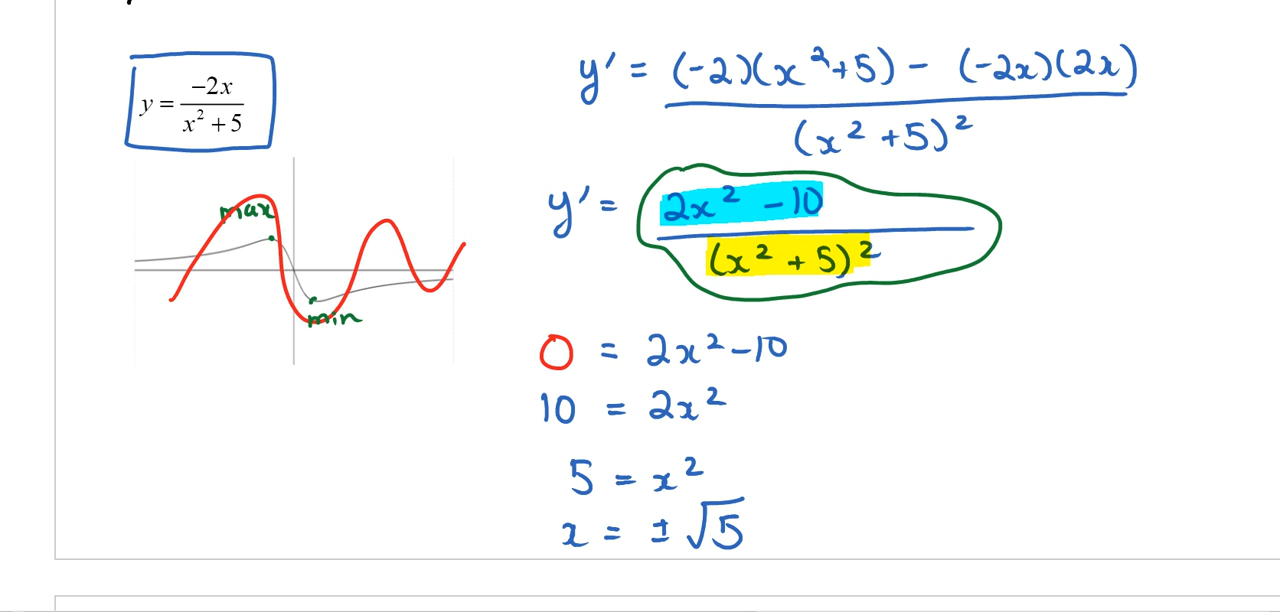 y = -2x / (x² + 5)
y' = (-2)(x²+5) - (-2x)(2x) / (x² +5)²
y' = 2x² - 10 / (x² + 5)²
max
min
0 = 2x² - 10
10 = 2x²
5 = x²
x = ± √5